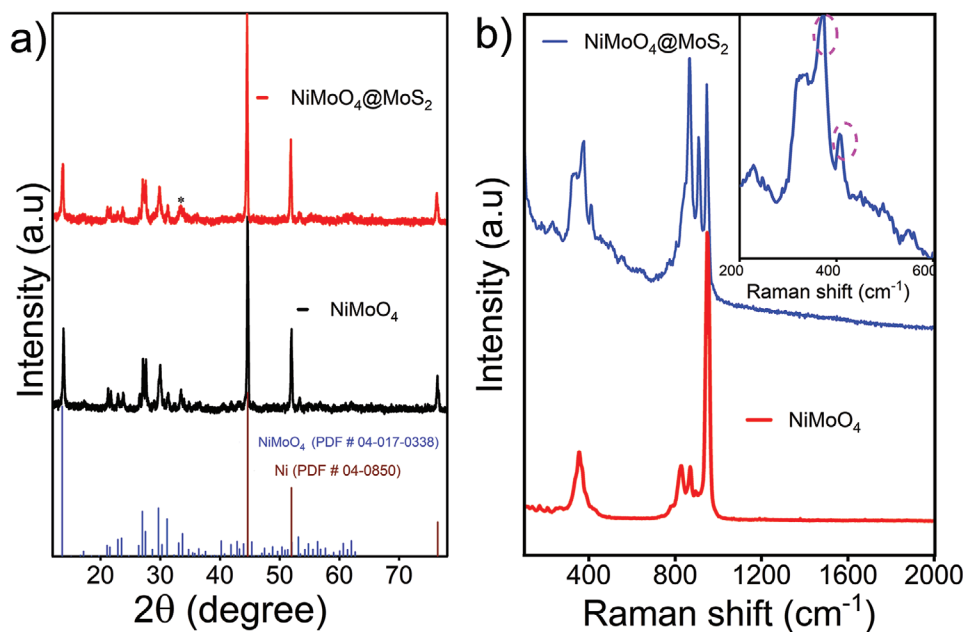 a)
NiMoO₄@MoS₂
*
NiMoO₄
NiMoO₄ (PDF # 04-017-0338)
Ni (PDF # 04-0850)
Intensity (a.u)
20 30 40 50 60 70
2θ (degree)
b)
NiMoO₄@MoS₂
200 400 600
Raman shift (cm⁻¹)
NiMoO₄
Intensity (a.u)
400 800 1200 1600 2000
Raman shift (cm⁻¹)